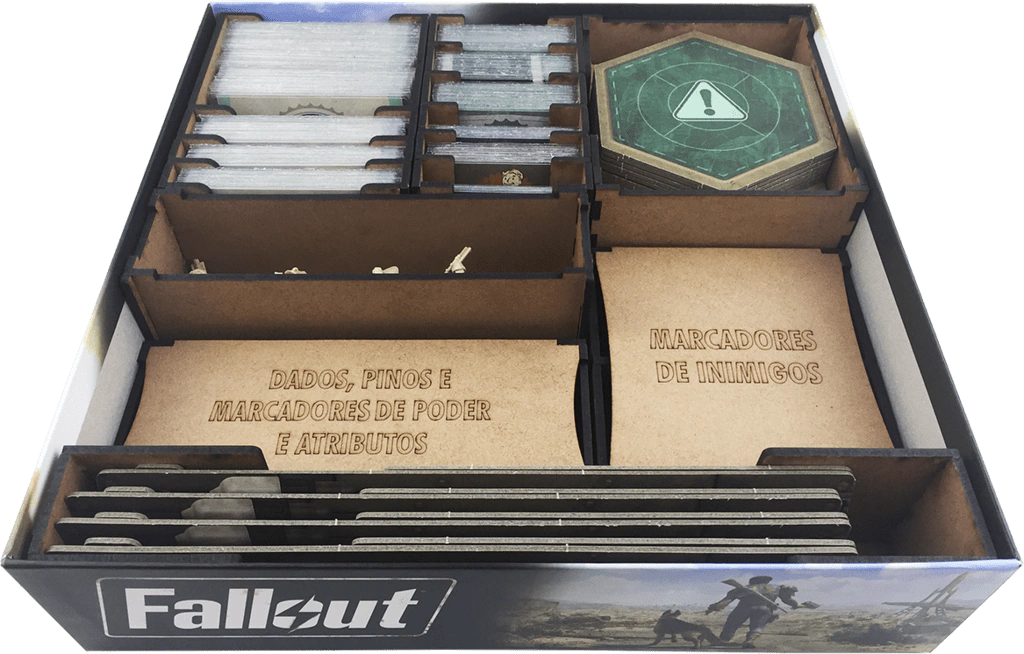 !
DADOS, PINOS E
MARCADORES DE PODER
E ATRIBUTOS
MARCADORES
DE INIMIGOS
Fallout